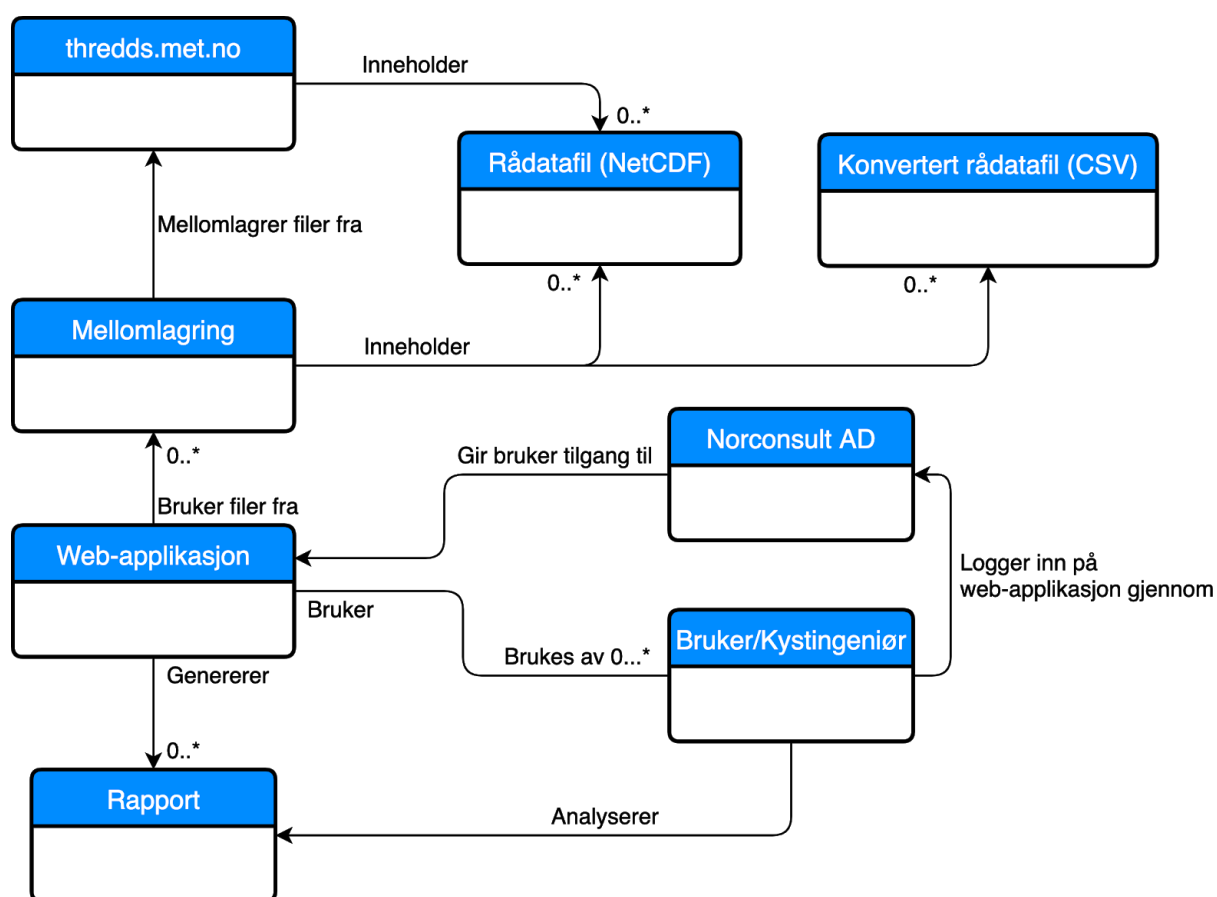 thredds.met.no
Inneholder
0..*
Rådatafil (NetCDF)
Konvertert rådatafil (CSV)
Mellomlagrer filer fra
0..*
0..*
Mellomlagring
Inneholder
0..*
Bruker filer fra
Norconsult AD
Gir bruker tilgang til
Web-applikasjon
Logger inn på
web-applikasjon gjennom
Bruker
Brukes av 0...*
Bruker/Kystingeniør
Genererer
0..*
Rapport
Analyserer